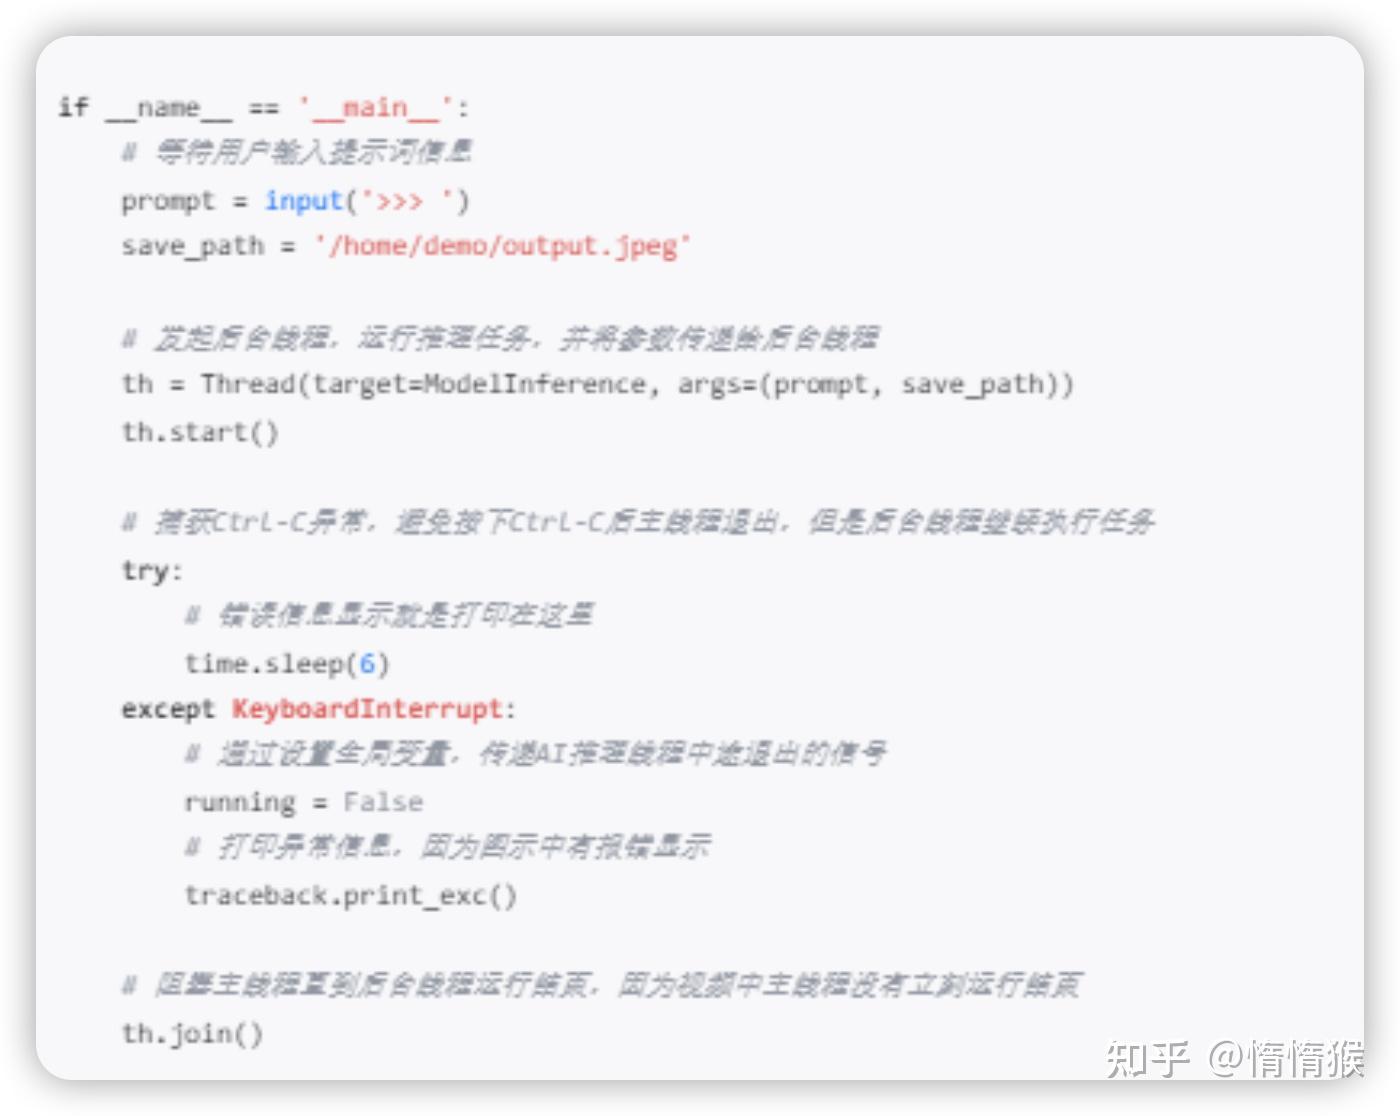 if __name__ == '__main__':
# 等待用户输入提示词信息
prompt = input('>>> ')
save_path = '/home/demo/output.jpeg'
# 发起后台线程，运行推理任务，并将参数传递给后台线程
th = Thread(target=ModelInference, args=(prompt, save_path))
th.start()
# 捕获Ctrl-C异常，避免按下Ctrl-C后主线程退出，但是后台线程继续执行任务
try:
# 错误信息显示就是打印在这里
time.sleep(6)
except KeyboardInterrupt:
# 通过设置全局变量，传递AI推理线程中途退出的信号
running = False
# 打印异常信息，因为图示中有报错显示
traceback.print_exc()
# 阻塞主线程直到后台线程运行结束，因为视频中主线程没有立刻运行结束
th.join()
知乎 @惰惰猴